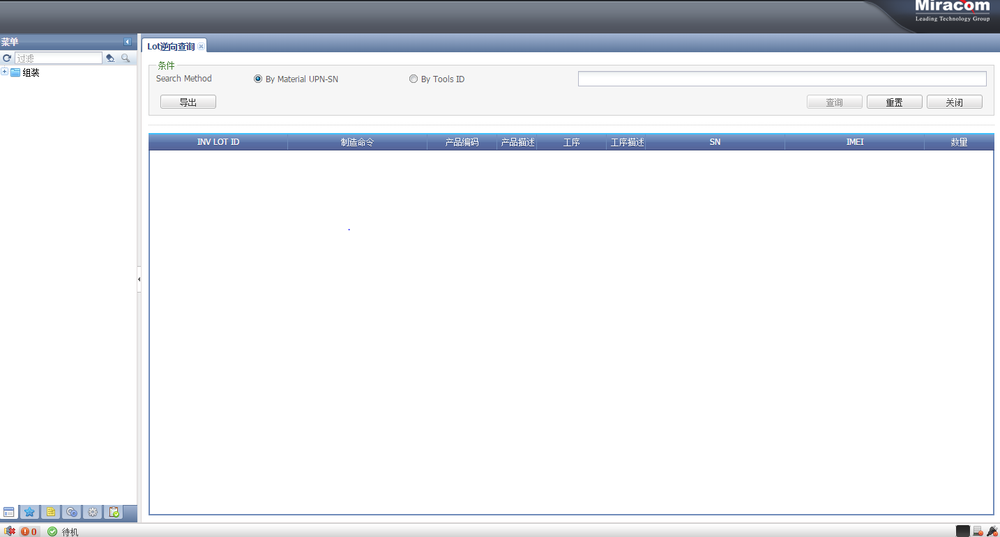 Miracom
Leading Technology Group
菜单
Lot逆向查询
过滤
组装
条件
Search Method
By Material UPN-SN
By Tools ID
导出
查询
重置
关闭
INV LOT ID
制造命令
产品编码
产品描述
工序
工序描述
SN
IMEI
数量
0
待机